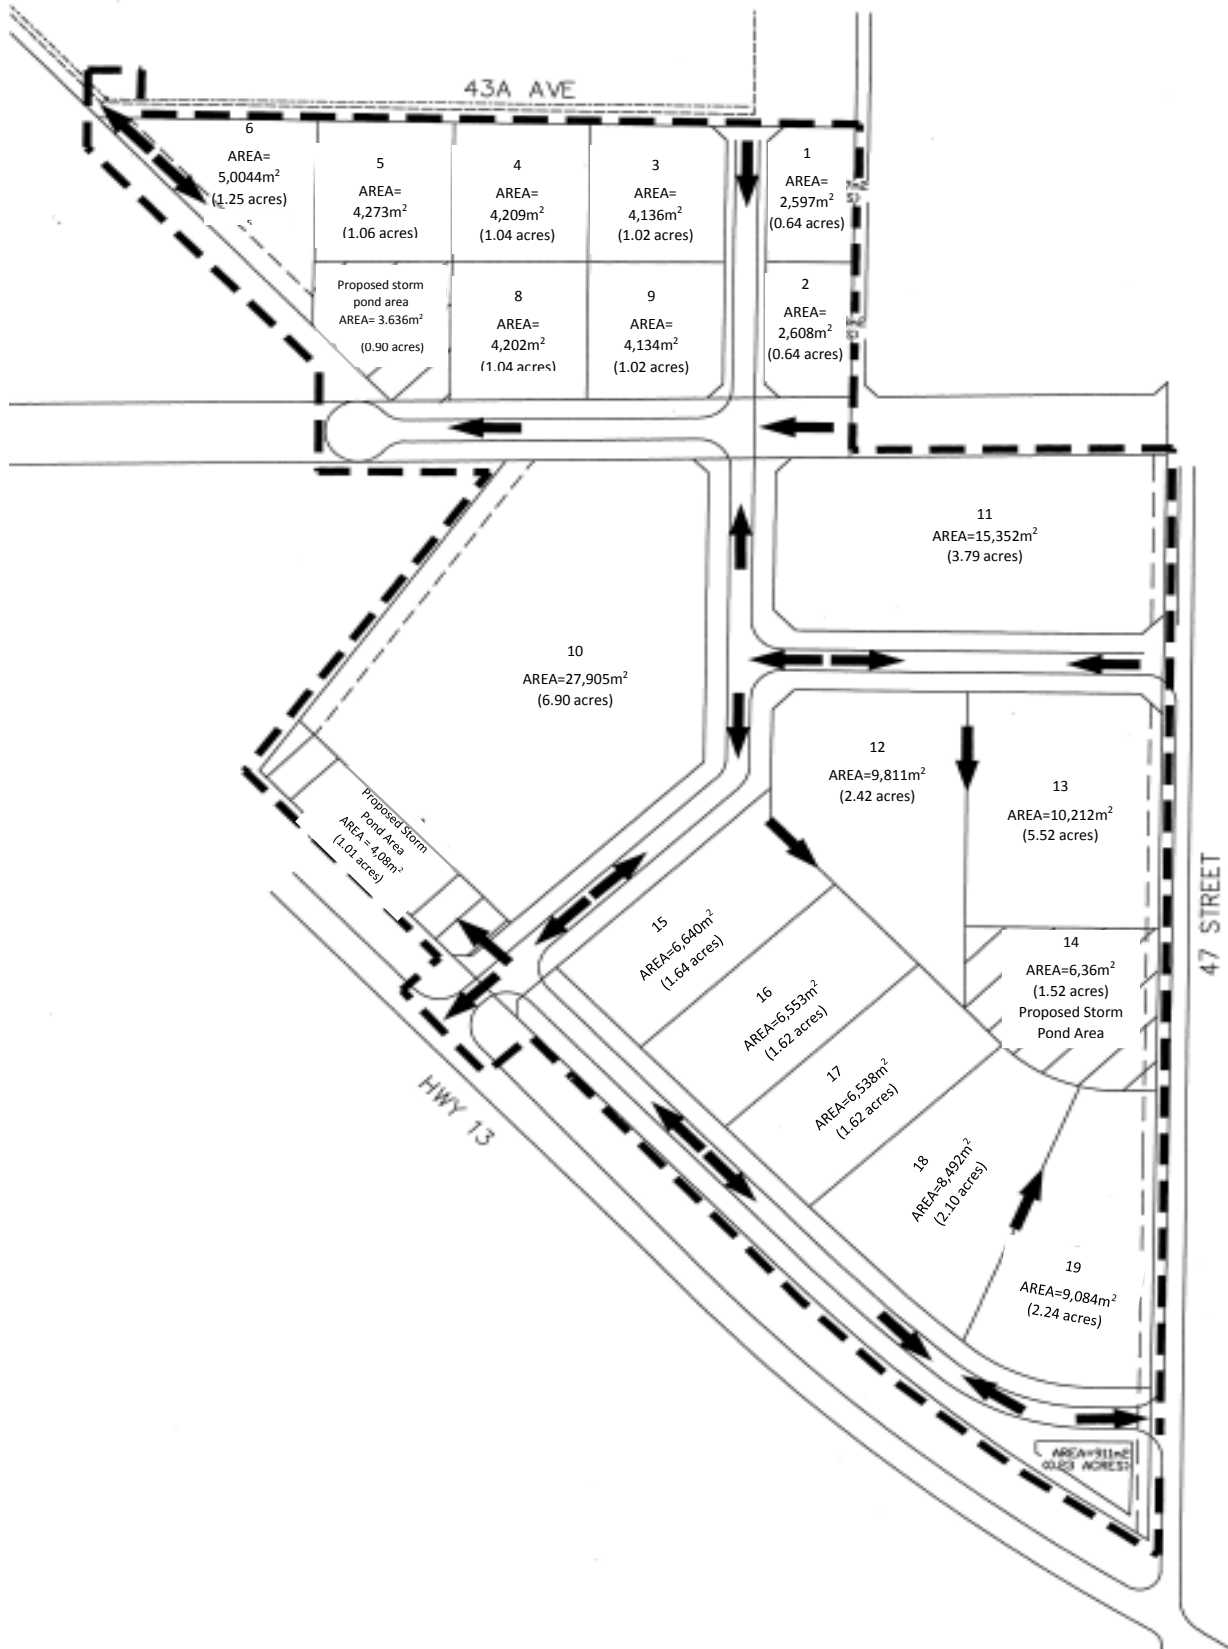 43A AVE
6
AREA=
5,0044m²
(1.25 acres)
5
AREA=
4,273m²
(1.06 acres)
4
AREA=
4,209m²
(1.04 acres)
3
AREA=
4,136m²
(1.02 acres)
1
AREA=
2,597m²
(0.64 acres)
Proposed storm
pond area
AREA= 3.636m²
(0.90 acres)
8
AREA=
4,202m²
(1.04 acres)
9
AREA=
4,134m²
(1.02 acres)
2
AREA=
2,608m²
(0.64 acres)
11
AREA=15,352m²
(3.79 acres)
10
AREA=27,905m²
(6.90 acres)
12
AREA=9,811m²
(2.42 acres)
13
AREA=10,212m²
(5.52 acres)
Proposed Storm
Pond Area
AREA = 4,08m²
(1.01 acres)
47 STREET
14
AREA=6,36m²
(1.52 acres)
Proposed Storm
Pond Area
15
AREA=6,640m²
(1.64 acres)
16
AREA=6,553m²
(1.62 acres)
17
AREA=6,538m²
(1.62 acres)
HWY 13
18
AREA=8,492m²
(2.10 acres)
19
AREA=9,084m²
(2.24 acres)
AREA=911m2
(0.23 ACRES)